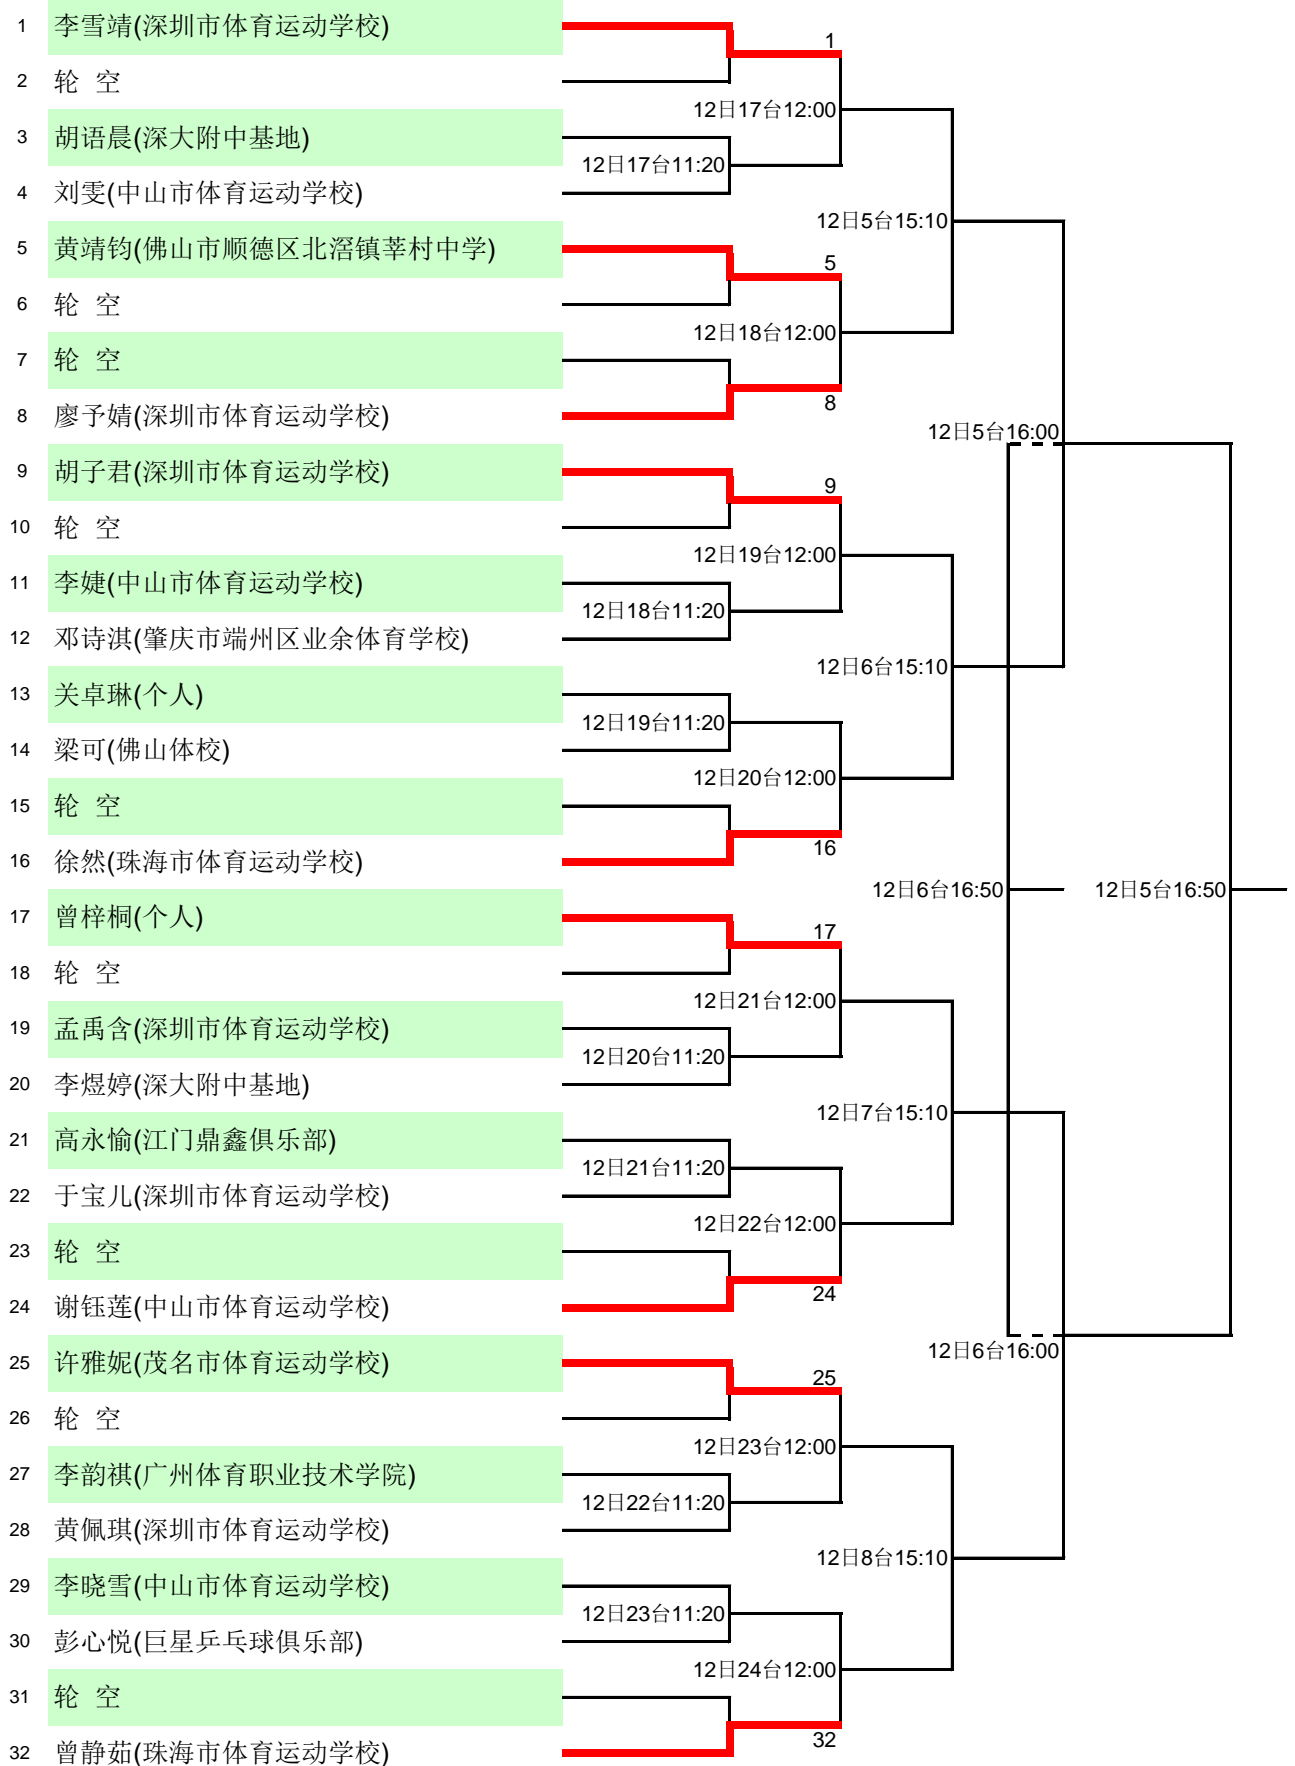 1 李雪靖(深圳市体育运动学校)
1
2 轮 空
12日17台12:00
3 胡语晨(深大附中基地)
12日17台11:20
4 刘雯(中山市体育运动学校)
12日5台15:10
5 黄靖钧(佛山市顺德区北滘镇莘村中学)
5
6 轮 空
12日18台12:00
7 轮 空
8 廖予婧(深圳市体育运动学校)
8
12日5台16:00
9 胡子君(深圳市体育运动学校)
9
10 轮 空
12日19台12:00
11 李婕(中山市体育运动学校)
12日18台11:20
12 邓诗淇(肇庆市端州区业余体育学校)
12日6台15:10
13 关卓琳(个人)
12日19台11:20
14 梁可(佛山体校)
12日20台12:00
15 轮 空
16 徐然(珠海市体育运动学校)
16
12日6台16:50
12日5台16:50
17 曾梓桐(个人)
17
18 轮 空
12日21台12:00
19 孟禹含(深圳市体育运动学校)
12日20台11:20
20 李煜婷(深大附中基地)
12日7台15:10
21 高永愉(江门鼎鑫俱乐部)
12日21台11:20
22 于宝儿(深圳市体育运动学校)
12日22台12:00
23 轮 空
24 谢钰莲(中山市体育运动学校)
24
12日6台16:00
25 许雅妮(茂名市体育运动学校)
25
26 轮 空
12日23台12:00
27 李韵祺(广州体育职业技术学院)
12日22台11:20
28 黄佩琪(深圳市体育运动学校)
12日8台15:10
29 李晓雪(中山市体育运动学校)
12日23台11:20
30 彭心悦(巨星乒乓球俱乐部)
12日24台12:00
31 轮 空
32 曾静茹(珠海市体育运动学校)
32